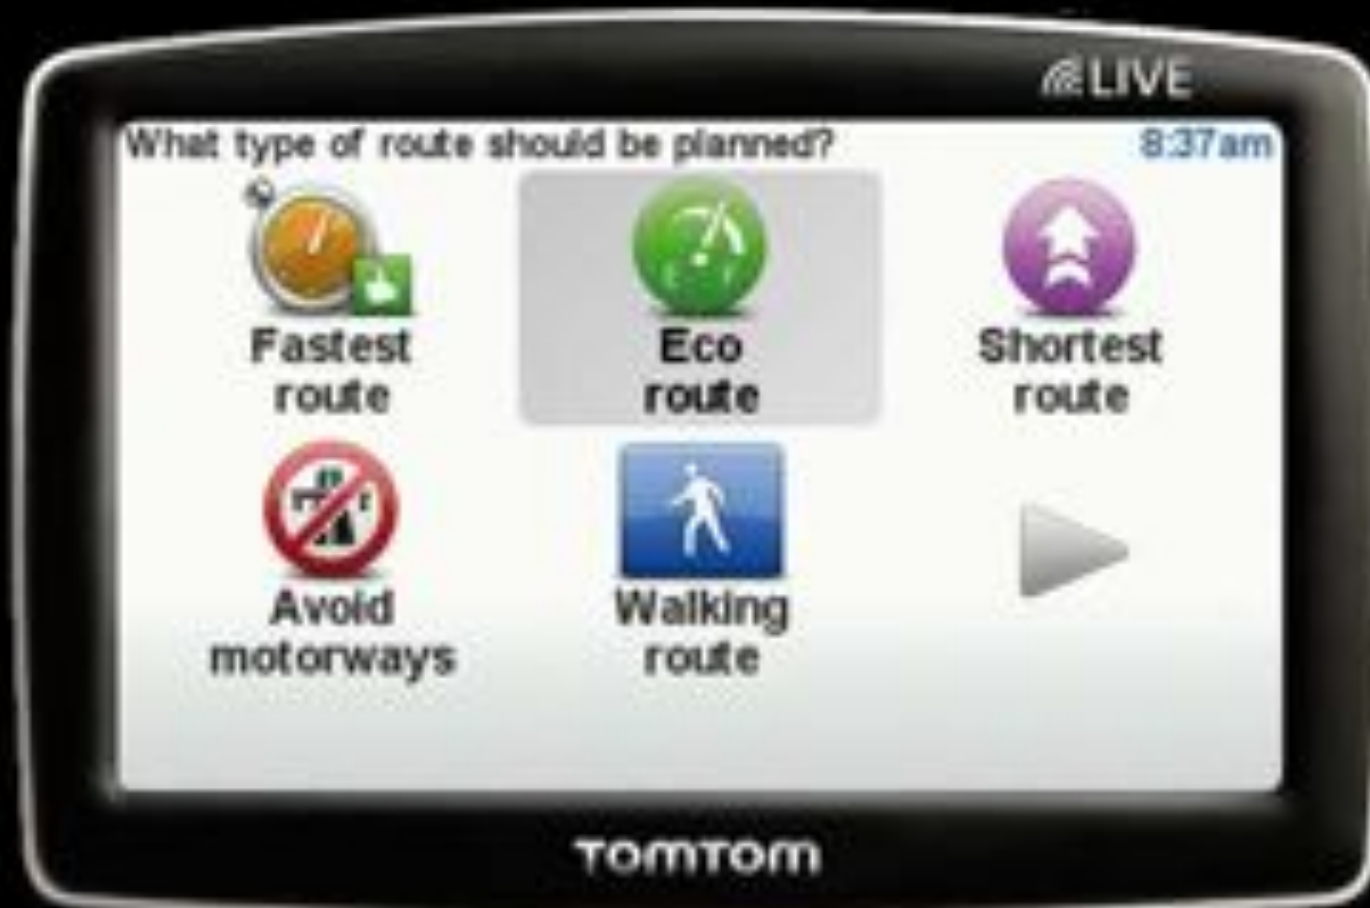 LIVE
What type of route should be planned? 8:37am
Fastest
route
Eco
route
Shortest
route
Avoid
motorways
Walking
route
TOMTOM